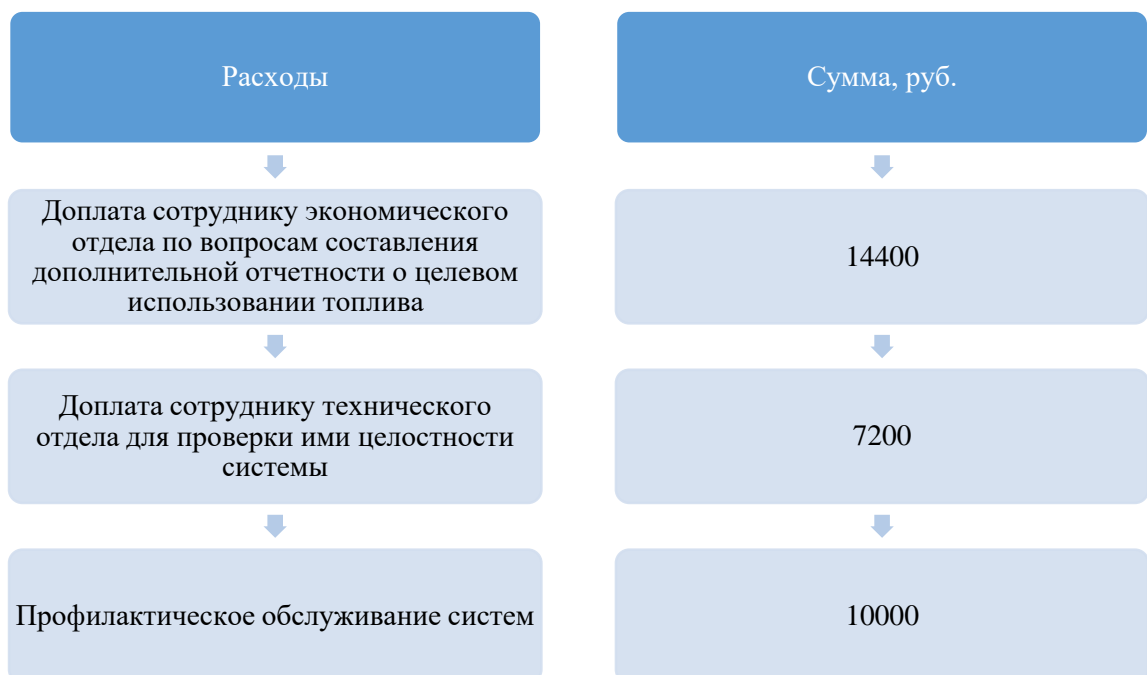 Расходы
Сумма, руб.
Доплата сотруднику экономического
отдела по вопросам составления
дополнительной отчетности о целевом
использовании топлива
14400
Доплата сотруднику технического
отдела для проверки ими целостности
системы
7200
Профилактическое обслуживание систем
10000